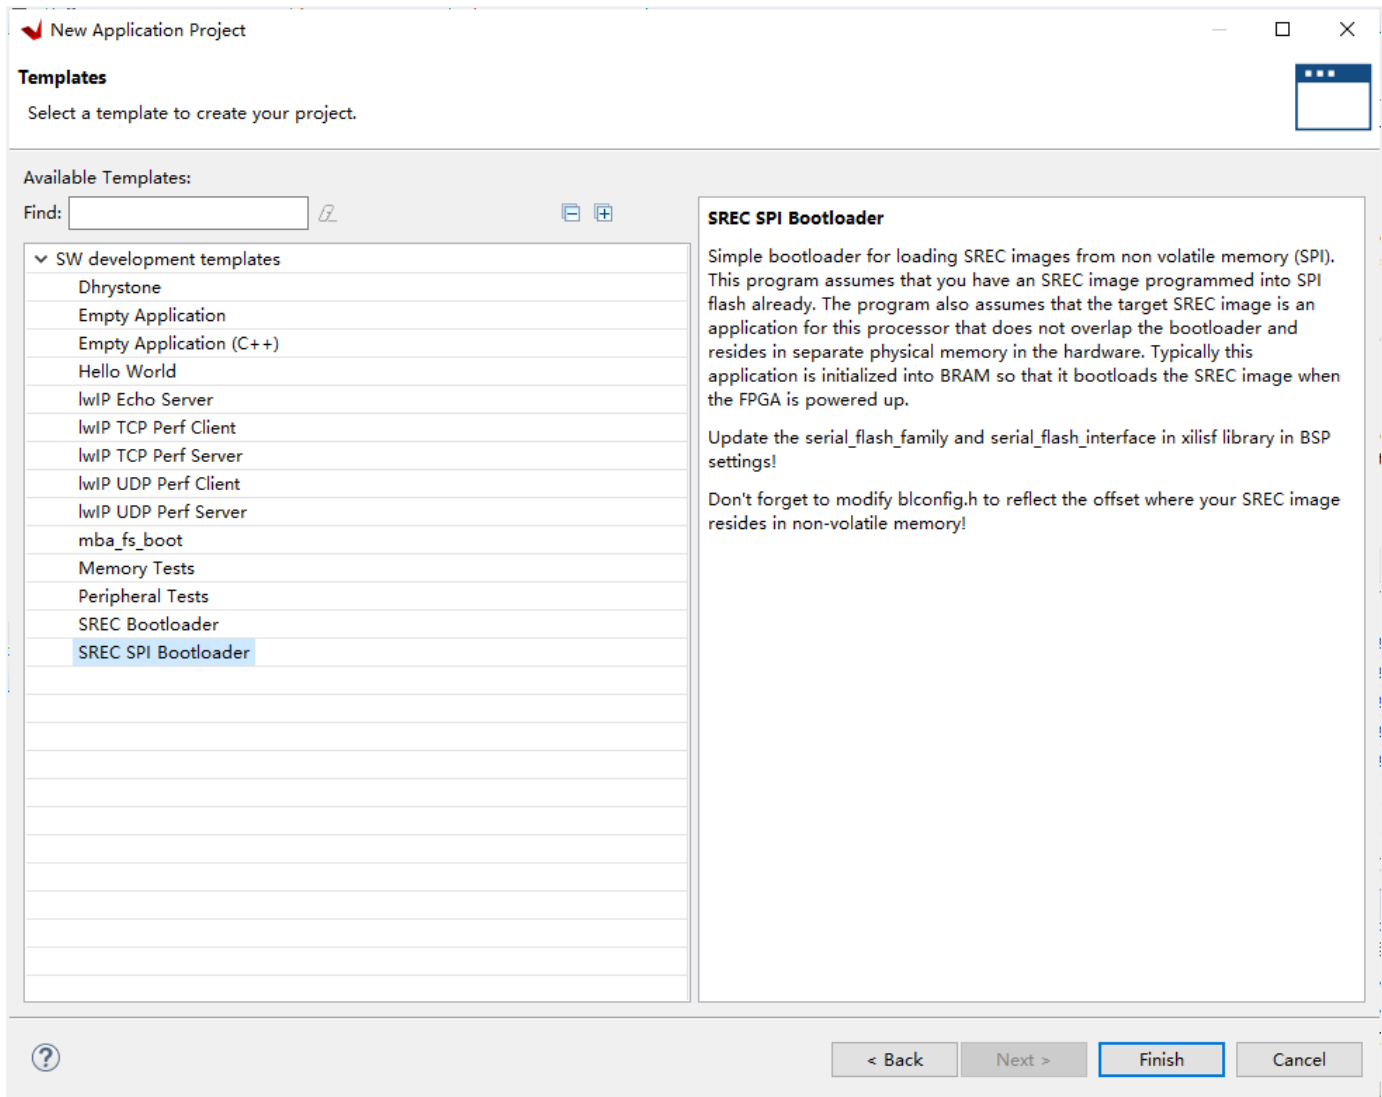 New Application Project
Templates
Select a template to create your project.
Available Templates:
Find:
SW development templates
Dhrystone
Empty Application
Empty Application (C++)
Hello World
lwIP Echo Server
lwIP TCP Perf Client
lwIP TCP Perf Server
lwIP UDP Perf Client
lwIP UDP Perf Server
mba_fs_boot
Memory Tests
Peripheral Tests
SREC Bootloader
SREC SPI Bootloader
SREC SPI Bootloader
Simple bootloader for loading SREC images from non volatile memory (SPI).
This program assumes that you have an SREC image programmed into SPI
flash already. The program also assumes that the target SREC image is an
application for this processor that does not overlap the bootloader and
resides in separate physical memory in the hardware. Typically this
application is initialized into BRAM so that it bootloads the SREC image when
the FPGA is powered up.
Update the serial_flash_family and serial_flash_interface in xilisf library in BSP
settings!
Don't forget to modify blconfig.h to reflect the offset where your SREC image
resides in non-volatile memory!
?
< Back
Next >
Finish
Cancel